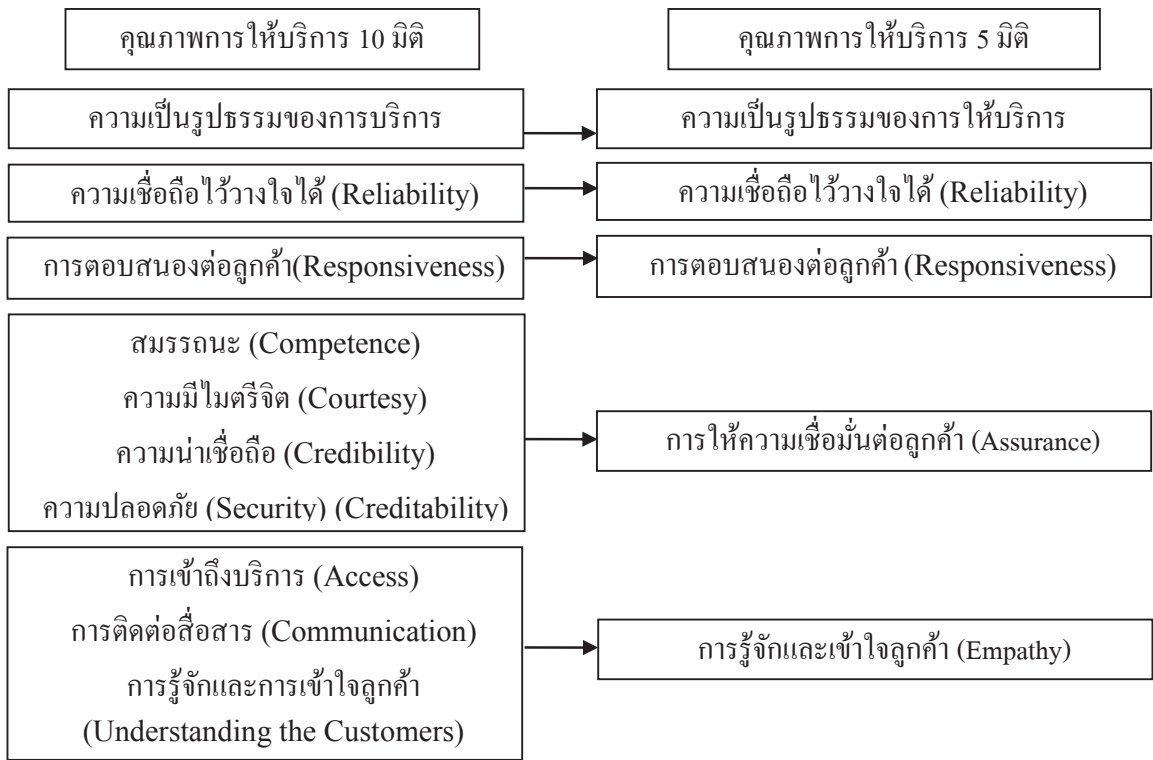 คุณภาพการให้บริการ 10 มิติ
คุณภาพการให้บริการ 5 มิติ
ความเป็นรูปธรรมของการบริการ
ความเป็นรูปธรรมของการให้บริการ
ความเชื่อถือไว้วางใจได้ (Reliability)
ความเชื่อถือไว้วางใจได้ (Reliability)
การตอบสนองต่อลูกค้า(Responsiveness)
การตอบสนองต่อลูกค้า (Responsiveness)
สมรรถนะ (Competence)
ความมีไมตรีจิต (Courtesy)
ความน่าเชื่อถือ (Credibility)
ความปลอดภัย (Security) (Creditability)
การให้ความเชื่อมั่นต่อลูกค้า (Assurance)
การเข้าถึงบริการ (Access)
การติดต่อสื่อสาร (Communication)
การรู้จักและการเข้าใจลูกค้า
(Understanding the Customers)
การรู้จักและเข้าใจลูกค้า (Empathy)